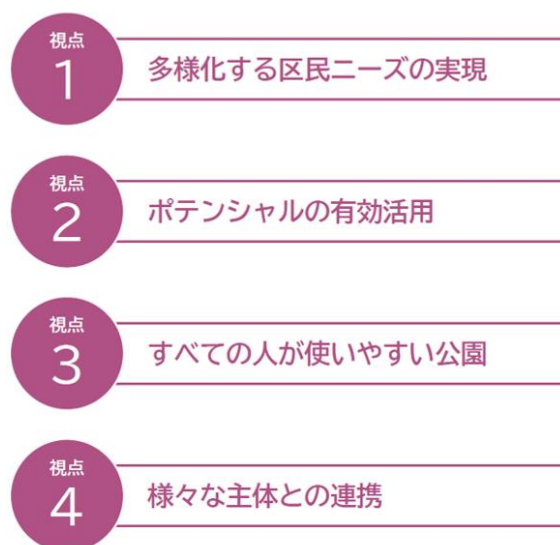 視点
1
多様化する区民ニーズの実現
視点
2
ポテンシャルの有効活用
視点
3
すべての人が使いやすい公園
視点
4
様々な主体との連携